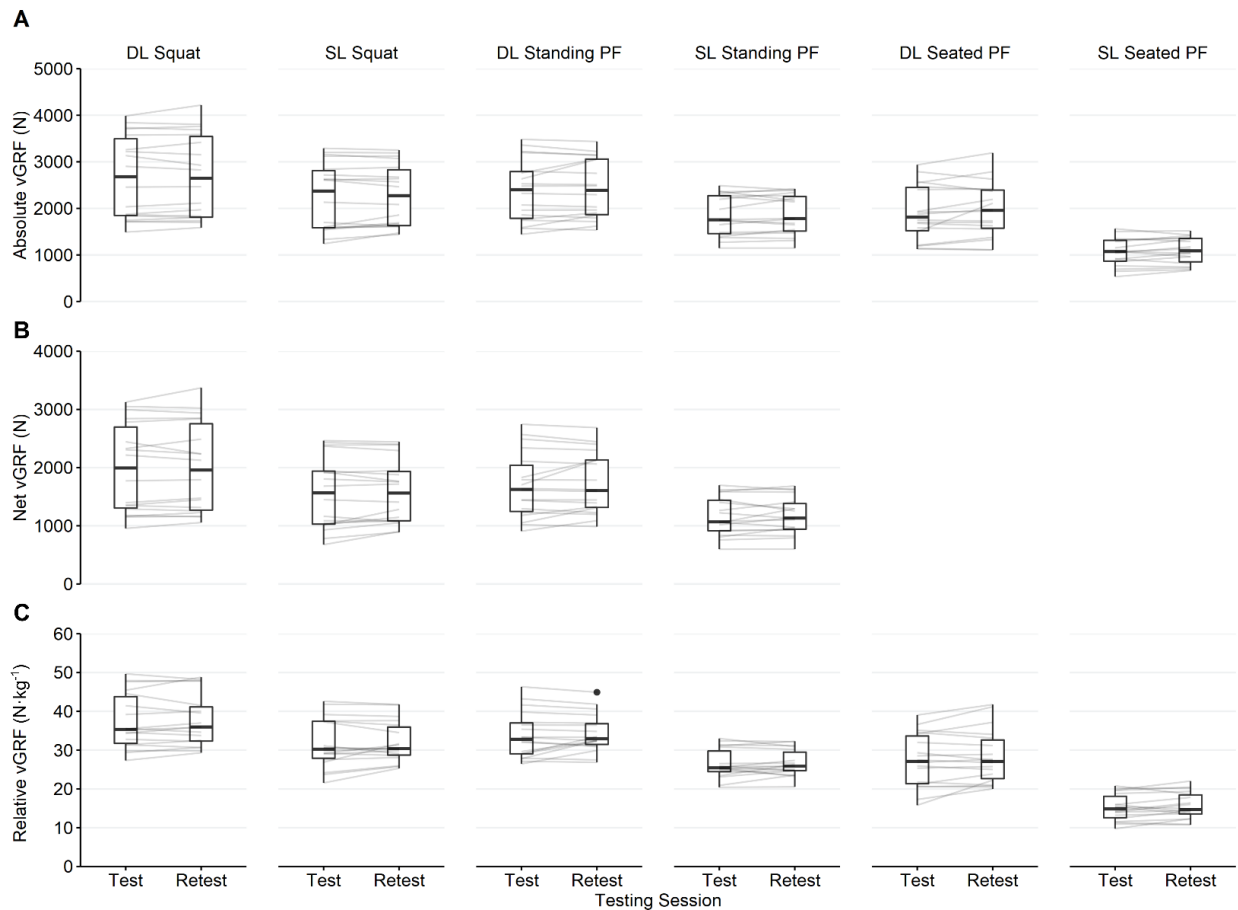 A
DL Squat SL Squat DL Standing PF SL Standing PF DL Seated PF SL Seated PF
Absolute vGRF (N)
5000
4000
3000
2000
1000
0
B
Net vGRF (N)
4000
3000
2000
1000
0
C
Relative vGRF (N·kg⁻¹)
60
50
40
30
20
10
0
Test Retest Test Retest Test Retest Test Retest Test Retest Test Retest
Testing Session